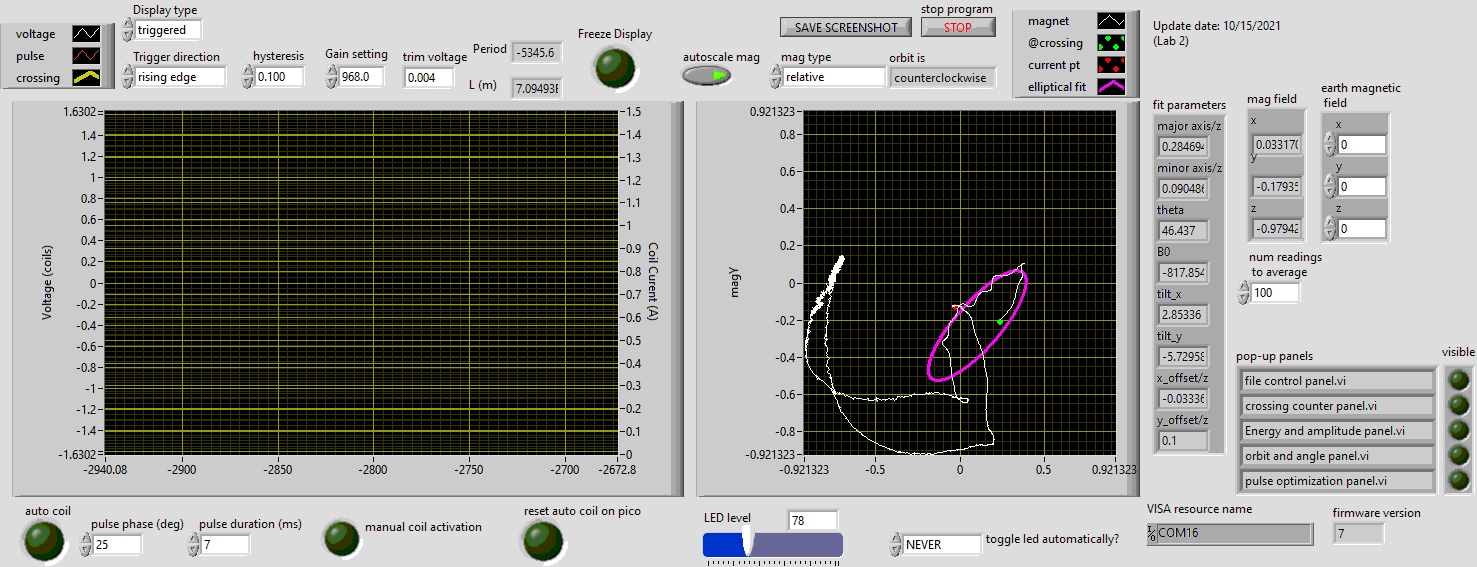 Display type
triggered
voltage
pulse
crossing
Trigger direction
rising edge
hysteresis
0.100
Gain setting
968.0
trim voltage
0.004
Period
-5345.6
L (m)
Freeze Display
SAVE SCREENSHOT
stop program
STOP
autoscale mag
mag type
relative
orbit is
counterclockwise
magnet
@crossing
current pt
elliptical fit
Update date: 10/15/2021
(Lab 2)
Voltage (coils)
1.6302
1.4
1.2
1
0.8
0.6
0.4
0.2
0
-0.2
-0.4
-0.6
-0.8
-1
-1.2
-1.4
-1.6302
-2940.08
-2900
-2850
-2800
-2750
-2700
-2672.8
1.5
1.4
1.3
1.2
1.1
1
0.9
0.8
0.7
0.6
0.5
0.4
0.3
0.2
0.1
0
Coil Current (A)
magy
0.921323
0.8
0.6
0.4
0.2
0
-0.2
-0.4
-0.6
-0.8
-0.921323
-0.921323
-0.5
0
0.5
0.921323
fit parameters
major axis/z
0.284694
minor axis/z
0.090486
theta
46.437
B0
-817.854
tilt_x
2.85336
tilt_y
-5.72958
x_offset/z
-0.03336
y_offset/z
0.1
mag field
x
0.033170
y
-0.17935
z
-0.97942
earth magnetic
field
x
0
y
0
z
0
num readings
to average
100
pop-up panels
visible
file control panel.vi
crossing counter panel.vi
Energy and amplitude panel.vi
orbit and angle panel.vi
pulse optimization panel.vi
auto coil
pulse phase (deg)
25
pulse duration (ms)
7
manual coil activation
reset auto coil on pico
LED level
78
NEVER
toggle led automatically?
VISA resource name
COM16
firmware version
7